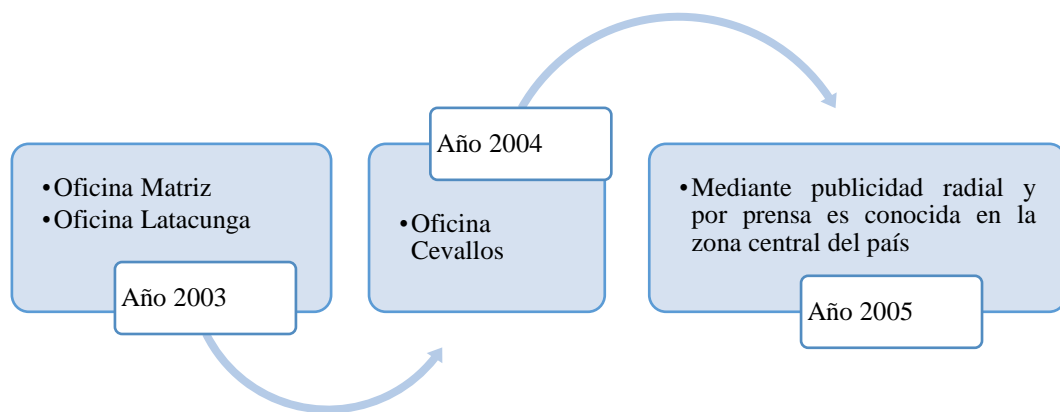 •Oficina Matriz
•Oficina Latacunga
Año 2003
Año 2004
•Oficina
Cevallos
•Mediante publicidad radial y
por prensa es conocida en la
zona central del país
Año 2005